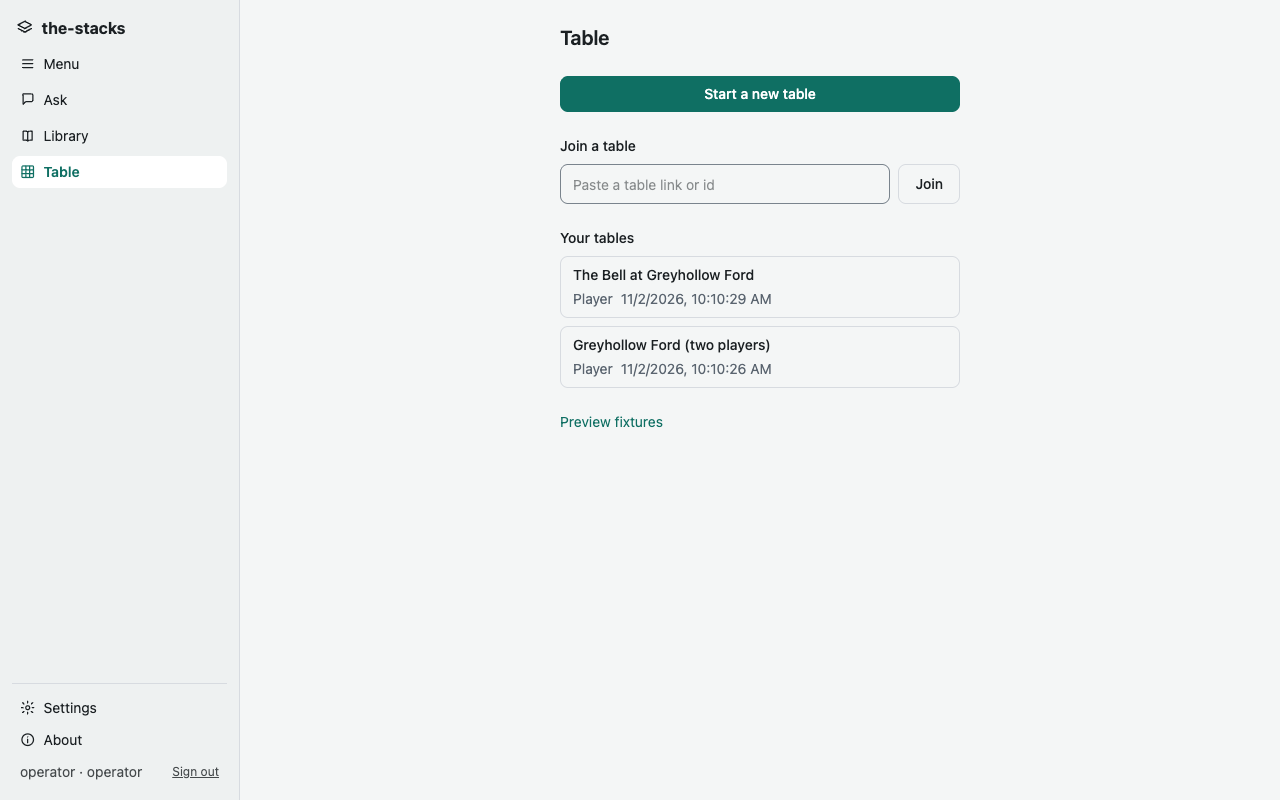 the-stacks
Menu
Ask
Library
Table
Settings
About
operator · operator
Sign out
Table
Start a new table
Join a table
Paste a table link or id
Join
Your tables
The Bell at Greyhollow Ford
Player 11/2/2026, 10:10:29 AM
Greyhollow Ford (two players)
Player 11/2/2026, 10:10:26 AM
Preview fixtures